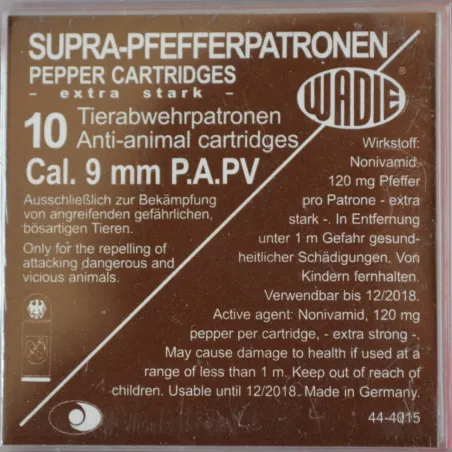 SUPRA-PFEFFERPATRONEN
PEPPER CARTRIDGES
- extra stark -
WADIE ®
10 Tierabwehrpatronen
Anti-animal cartridges
Cal. 9 mm P.A.PV
Ausschließlich zur Bekämpfung
von angreifenden gefährlichen,
bösartigen Tieren.
Only for the repelling of
attacking dangerous and
vicious animals.
Wirkstoff:
Nonivamid.
120 mg Pfeffer
pro Patrone - extra
stark -. In Entfernung
unter 1 m Gefahr gesund-
heitlicher Schädigungen. Von
Kindern fernhalten.
Verwendbar bis 12/2018.
Active agent: Nonivamid, 120 mg
pepper per cartridge, - extra strong -.
May cause damage to health if used at a
range of less than 1 m. Keep out of reach of
children. Usable until 12/2018. Made in Germany.
44-4015